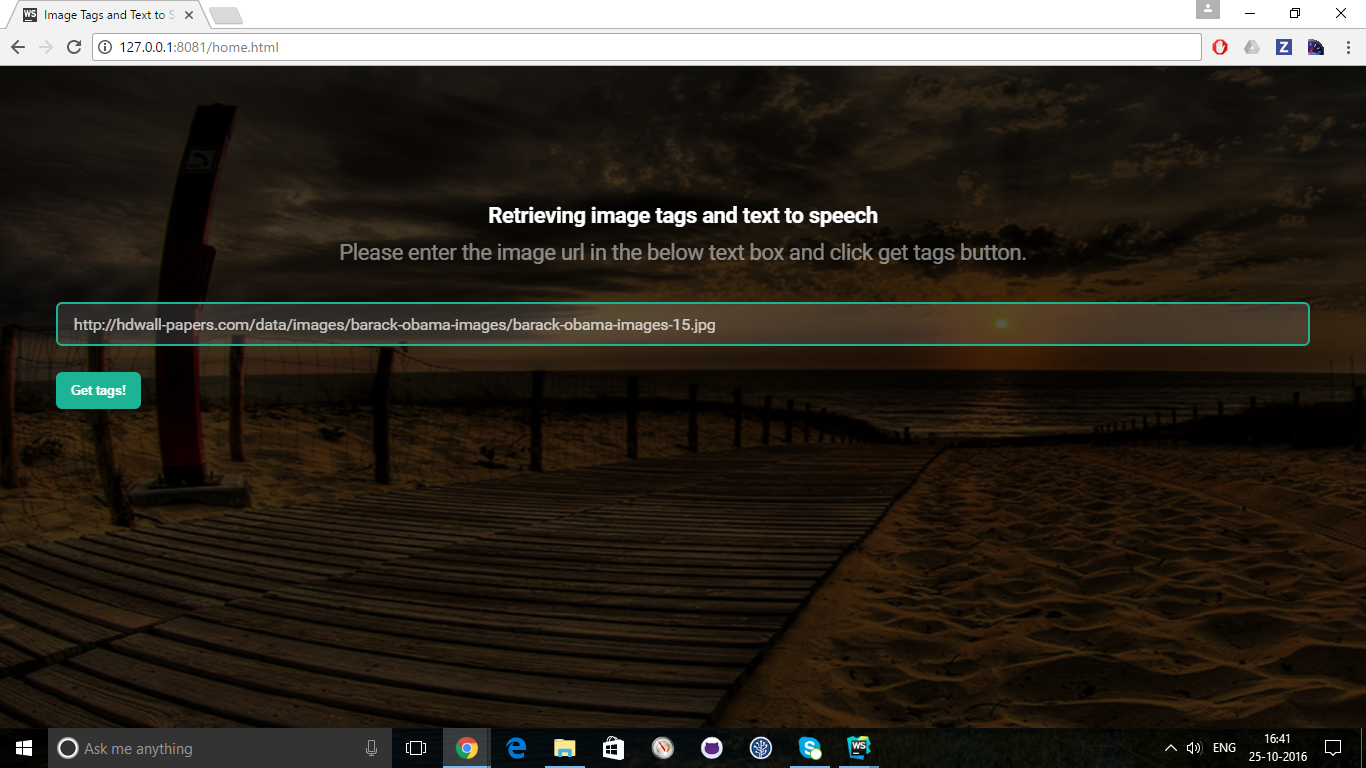 WS Image Tags and Text to S
127.0.0.1:8081/home.html
Z
Retrieving image tags and text to speech
Please enter the image url in the below text box and click get tags button.
http://hdwall-papers.com/data/images/barack-obama-images/barack-obama-images-15.jpg
Get tags!
Ask me anything
WS
ENG
16:41
25-10-2016